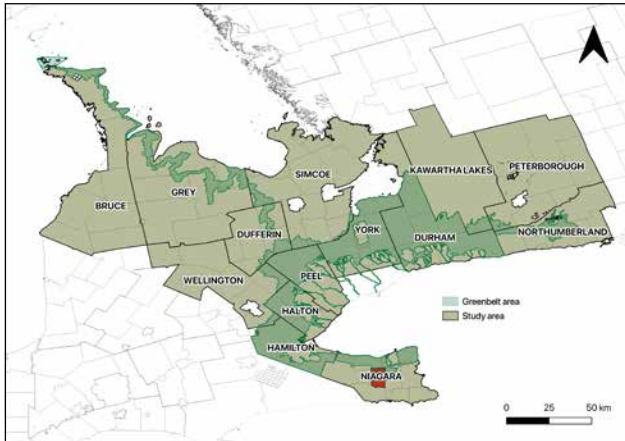 SIMCOE
KAWARTHA LAKES
PETERBOROUGH
GREY
BRUCE
DUFFERIN
YORK
DURHAM
NORTHUMBERLAND
WELLINGTON
PEEL
HALTON
HAMILTON
NIAGARA
Greenbelt area
Study area
0 25 50 km